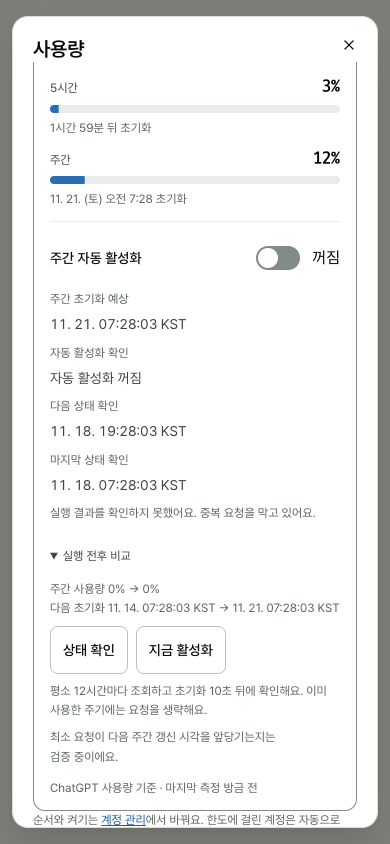 사용량
5시간
3%
1시간 59분 뒤 초기화
주간
12%
11. 21. (토) 오전 7:28 초기화
주간 자동 활성화
꺼짐
주간 초기화 예상
11. 21. 07:28:03 KST
자동 활성화 확인
자동 활성화 꺼짐
다음 상태 확인
11. 18. 19:28:03 KST
마지막 상태 확인
11. 18. 07:28:03 KST
실행 결과를 확인하지 못했어요. 중복 요청을 막고 있어요.
▼ 실행 전후 비교
주간 사용량 0% → 0%
다음 초기화 11. 14. 07:28:03 KST → 11. 21. 07:28:03 KST
상태 확인
지금 활성화
평소 12시간마다 조회하고 초기화 10초 뒤에 확인해요. 이미
사용한 주기에는 요청을 생략해요.
최소 요청이 다음 주간 갱신 시각을 앞당기는지는
검증 중이에요.
ChatGPT 사용량 기준 · 마지막 측정 방금 전
순서와 켜기는 계정 관리에서 바꿔요. 한도에 걸린 계정은 자동으로